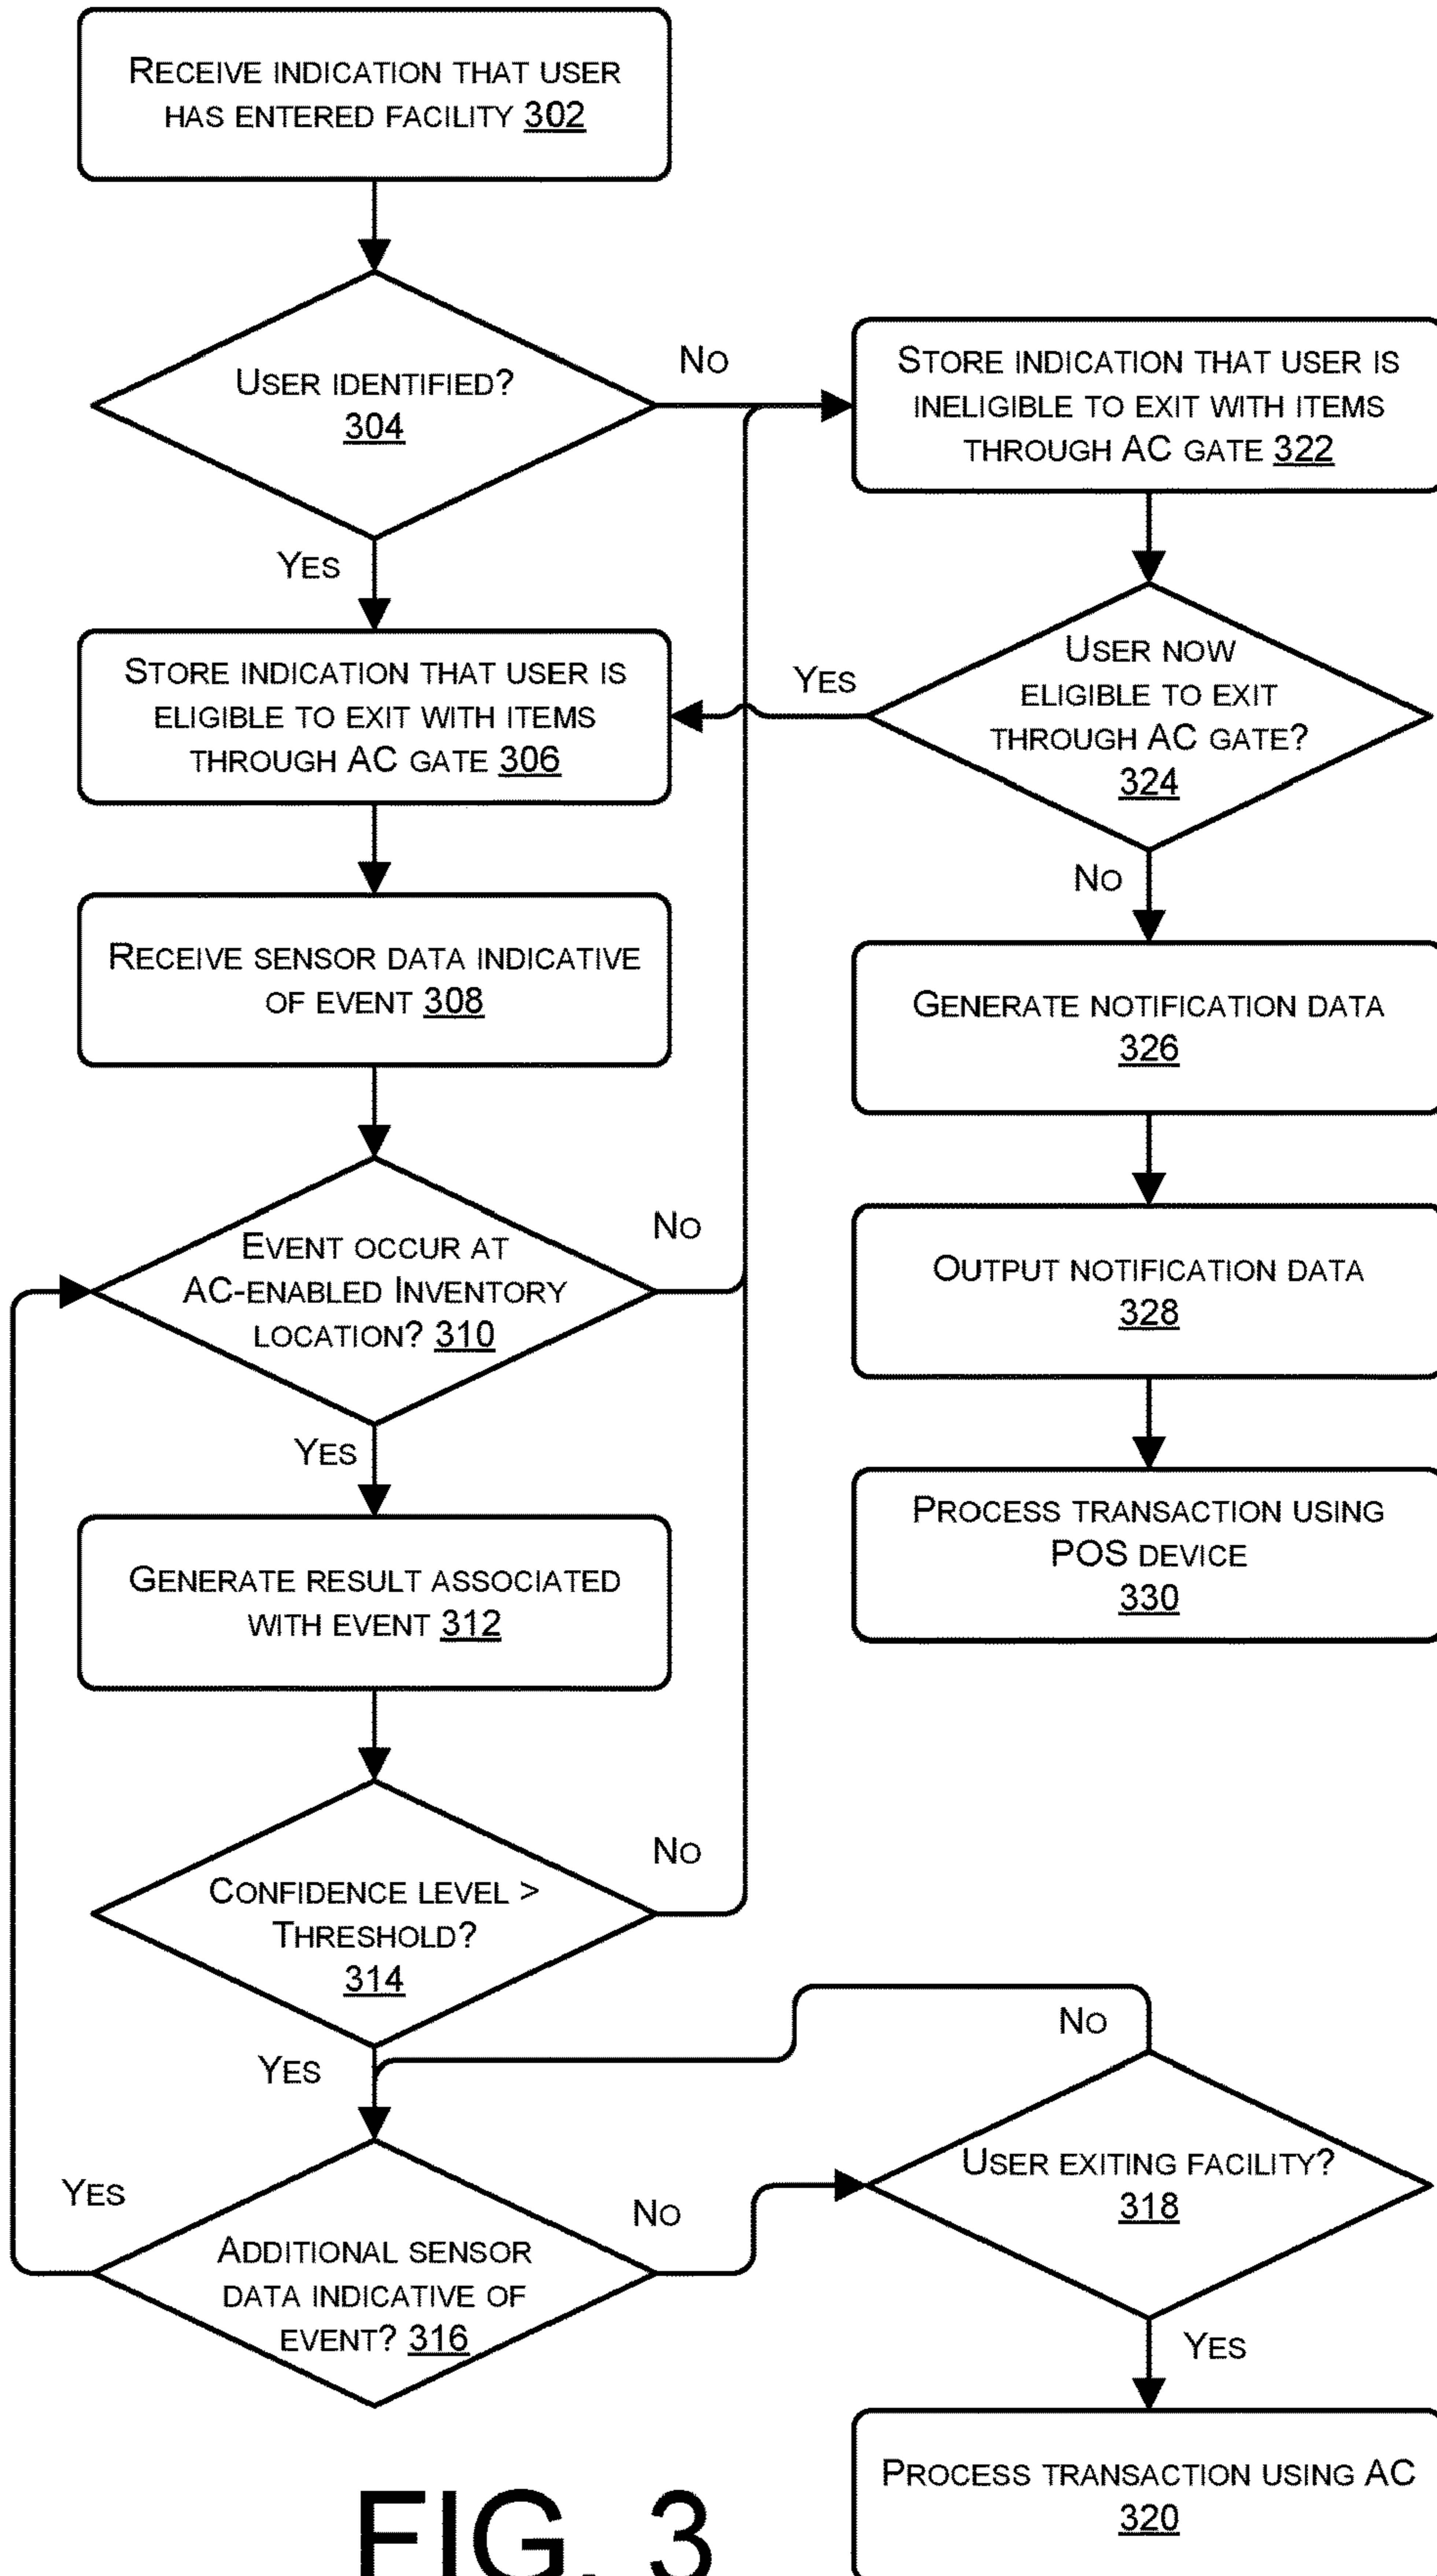 RECEIVE INDICATION THAT USER
HAS ENTERED FACILITY 302
USER IDENTIFIED?
304
NO
YES
STORE INDICATION THAT USER IS
INELIGIBLE TO EXIT WITH ITEMS
THROUGH AC GATE 322
STORE INDICATION THAT USER IS
ELIGIBLE TO EXIT WITH ITEMS
THROUGH AC GATE 306
YES
USER NOW
ELIGIBLE TO EXIT
THROUGH AC GATE?
324
NO
RECEIVE SENSOR DATA INDICATIVE
OF EVENT 308
GENERATE NOTIFICATION DATA
326
EVENT OCCUR AT
AC-ENABLED INVENTORY
LOCATION? 310
NO
YES
OUTPUT NOTIFICATION DATA
328
GENERATE RESULT ASSOCIATED
WITH EVENT 312
PROCESS TRANSACTION USING
POS DEVICE
330
CONFIDENCE LEVEL >
THRESHOLD?
314
NO
YES
ADDITIONAL SENSOR
DATA INDICATIVE OF
EVENT? 316
YES
NO
USER EXITING FACILITY?
318
NO
YES
PROCESS TRANSACTION USING AC
320
FIG. 3